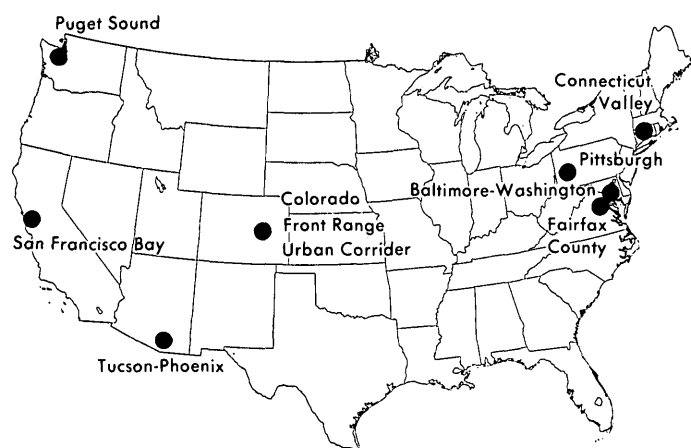 Puget Sound
Connecticut
Valley
Pittsburgh
Baltimore-Washington
Colorado
Front Range
Urban Corrider
Fairfax
County
San Francisco Bay
Tucson-Phoenix